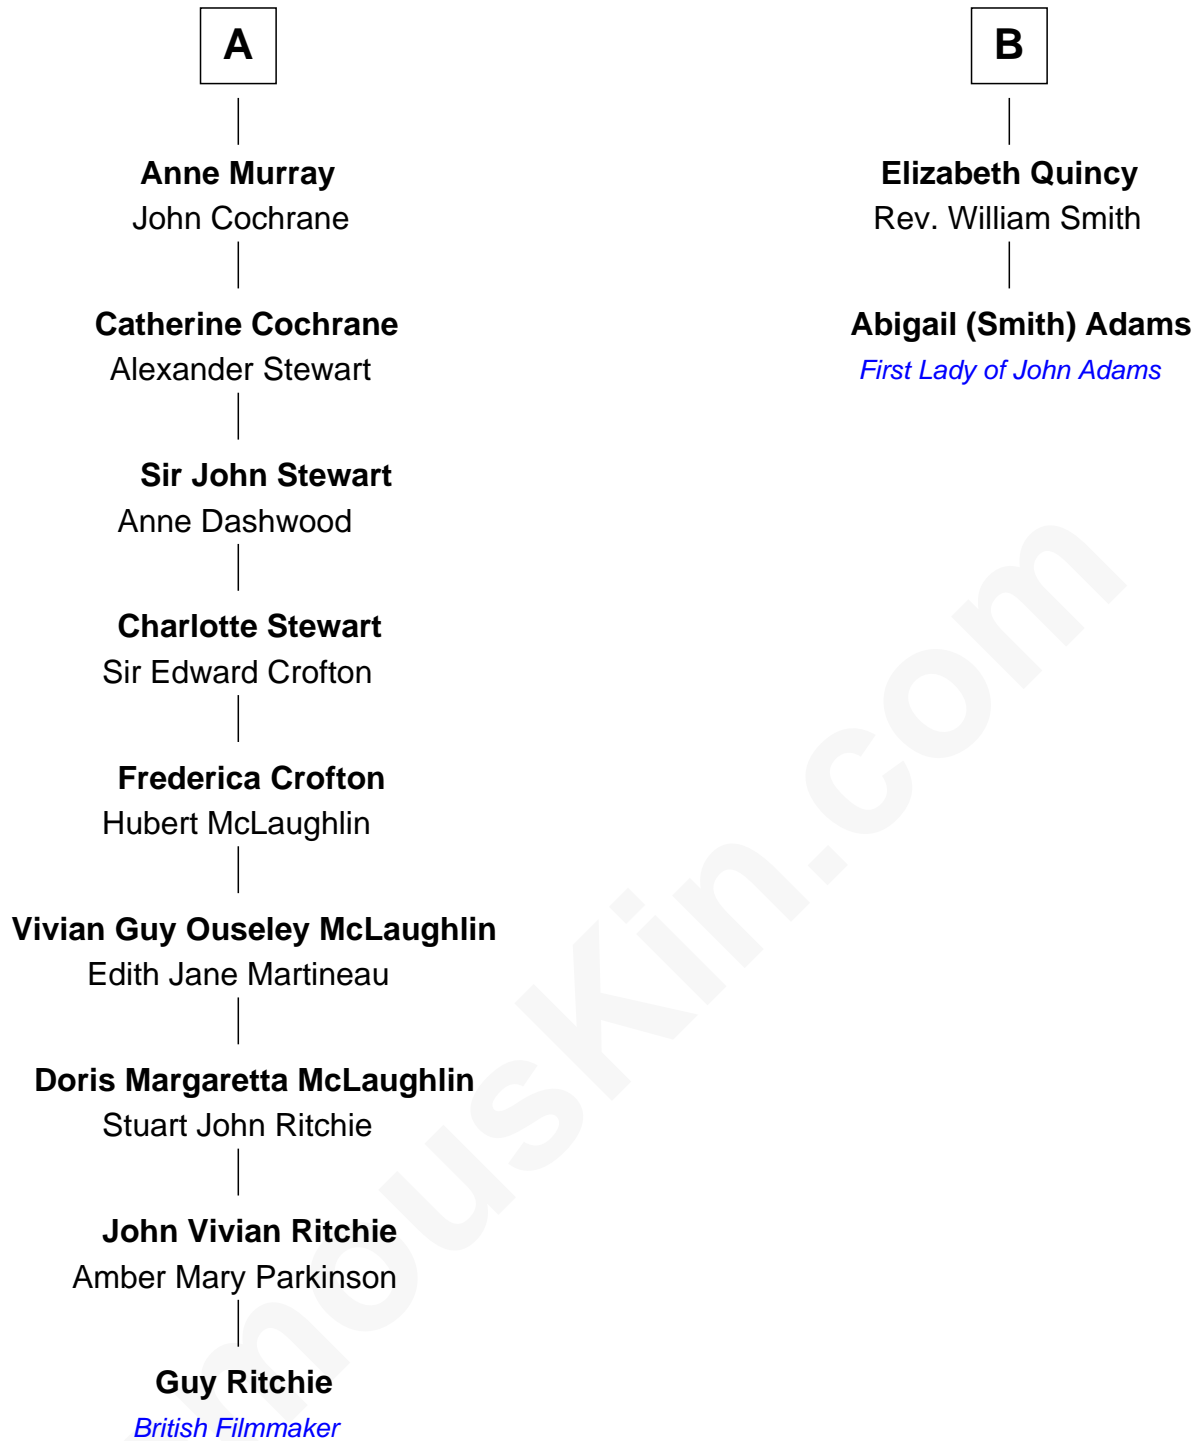 A
Anne Murray
John Cochrane
Catherine Cochrane
Alexander Stewart
Sir John Stewart
Anne Dashwood
Charlotte Stewart
Sir Edward Crofton
Frederica Crofton
Hubert McLaughlin
Vivian Guy Ouseley McLaughlin
Edith Jane Martineau
Doris Margaretta McLaughlin
Stuart John Ritchie
John Vivian Ritchie
Amber Mary Parkinson
Guy Ritchie
British Filmmaker
B
Elizabeth Quincy
Rev. William Smith
Abigail (Smith) Adams
First Lady of John Adams
mouskin.com